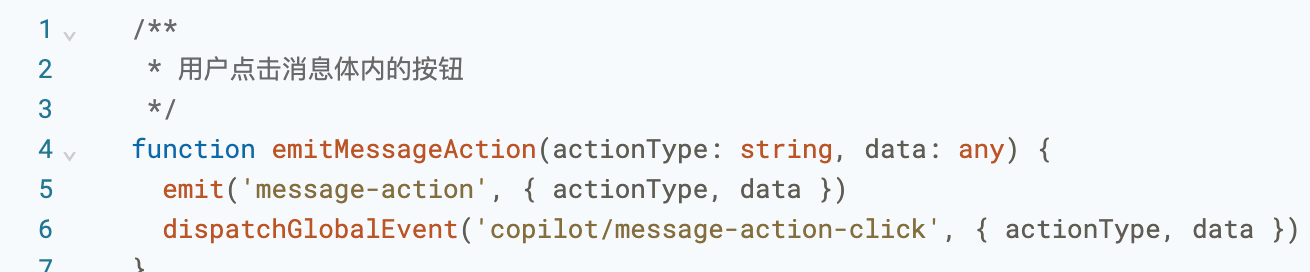 1 /**
2 * 用户点击消息体内的按钮
3 */
4 function emitMessageAction(actionType: string, data: any) {
5 emit('message-action', { actionType, data })
6 dispatchGlobalEvent('copilot/message-action-click', { actionType, data })
7 }